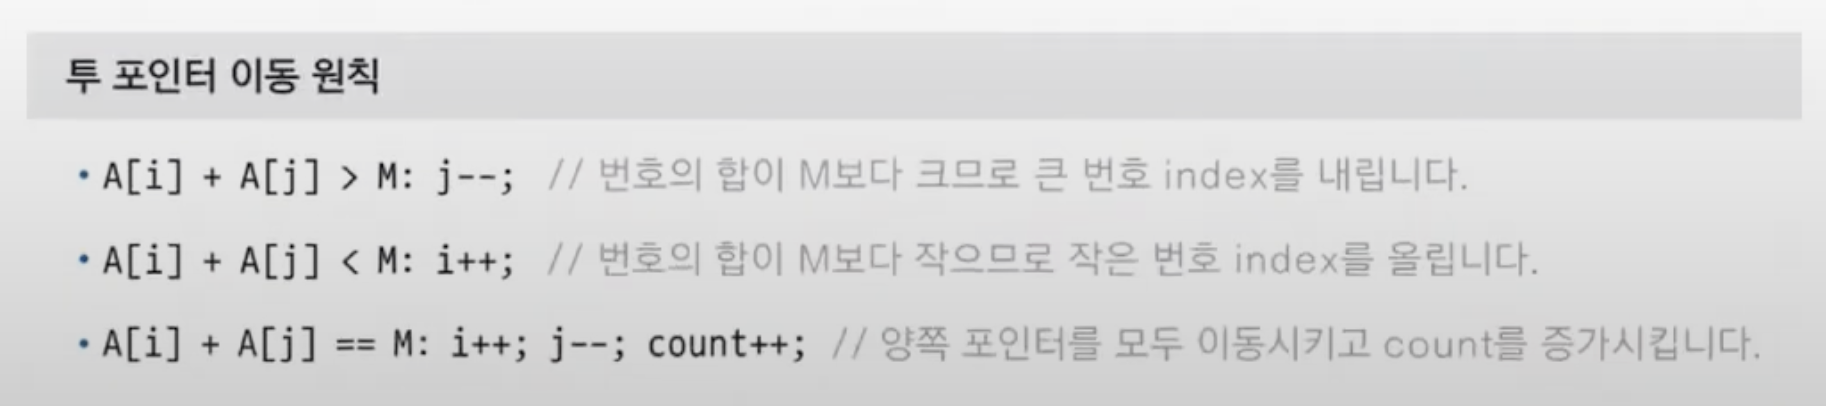 투 포인터 이동 원칙
• A[i] + A[j] > M: j--; // 번호의 합이 M보다 크므로 큰 번호 index를 내립니다.
• A[i] + A[j] < M: i++; // 번호의 합이 M보다 작으므로 작은 번호 index를 올립니다.
• A[i] + A[j] == M: i++; j--; count++; // 양쪽 포인터를 모두 이동시키고 count를 증가시킵니다.